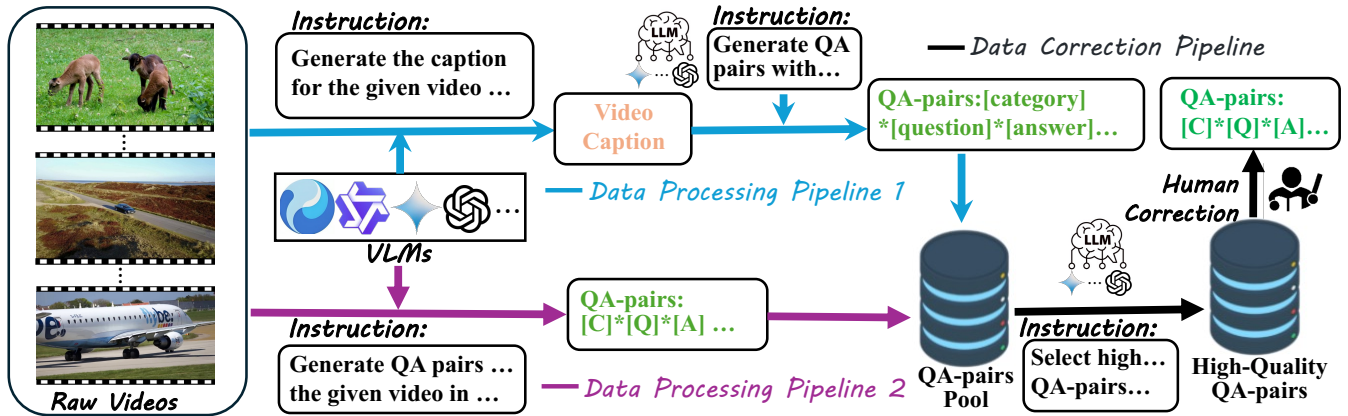 Instruction:
Generate the caption
for the given video ...
LLM
...
Instruction:
Generate QA
pairs with...
Data Correction Pipeline
Video
Caption
QA-pairs:[category]
*[question]*[answer]...
QA-pairs:
[C]*[Q]*[A]...
Data Processing Pipeline 1
...
VLMs
Human
Correction
LLM
...
QA-pairs:
[C]*[Q]*[A] ...
Instruction:
Generate QA pairs ...
the given video in ...
Data Processing Pipeline 2
QA-pairs
Pool
Instruction:
Select high...
QA-pairs...
High-Quality
QA-pairs
be.
flybe.
Raw Videos